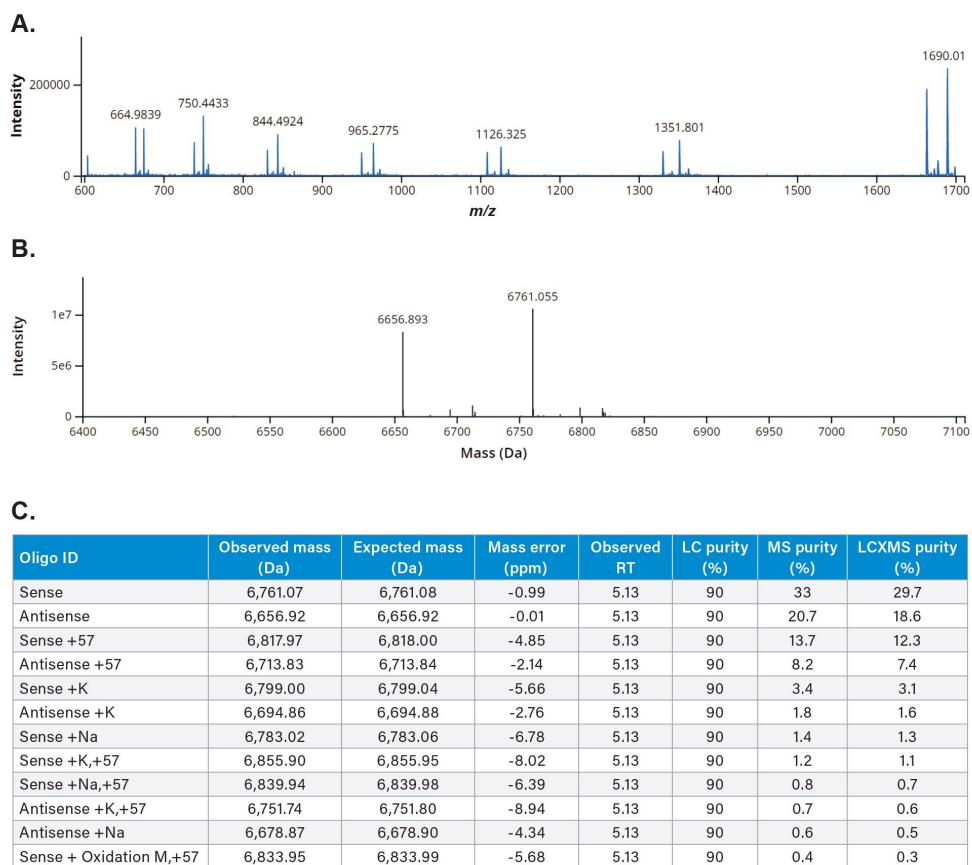 A.
Intensity
200000
0
664.9839
750.4433
844.4924
965.2775
1126.325
1351.801
1690.01
600 700 800 900 1000 1100 1200 1300 1400 1500 1600 1700
m/z
B.
Intensity
1e7
5e6
0
6656.893
6761.055
6400 6450 6500 6550 6600 6650 6700 6750 6800 6850 6900 6950 7000 7050 7100
Mass (Da)
C.
Oligo ID Observed mass (Da) Expected mass (Da) Mass error (ppm) Observed RT LC purity (%) MS purity (%) LCXMS purity (%)
Sense 6,761.07 6,761.08 -0.99 5.13 90 33 29.7
Antisense 6,656.92 6,656.92 -0.01 5.13 90 20.7 18.6
Sense +57 6,817.97 6,818.00 -4.85 5.13 90 13.7 12.3
Antisense +57 6,713.83 6,713.84 -2.14 5.13 90 8.2 7.4
Sense +K 6,799.00 6,799.04 -5.66 5.13 90 3.4 3.1
Antisense +K 6,694.86 6,694.88 -2.76 5.13 90 1.8 1.6
Sense +Na 6,783.02 6,783.06 -6.78 5.13 90 1.4 1.3
Sense +K,+57 6,855.90 6,855.95 -8.02 5.13 90 1.2 1.1
Sense +Na,+57 6,839.94 6,839.98 -6.39 5.13 90 0.8 0.7
Antisense +K,+57 6,751.74 6,751.80 -8.94 5.13 90 0.7 0.6
Antisense +Na 6,678.87 6,678.90 -4.34 5.13 90 0.6 0.5
Sense + Oxidation M,+57 6,833.95 6,833.99 -5.68 5.13 90 0.4 0.3